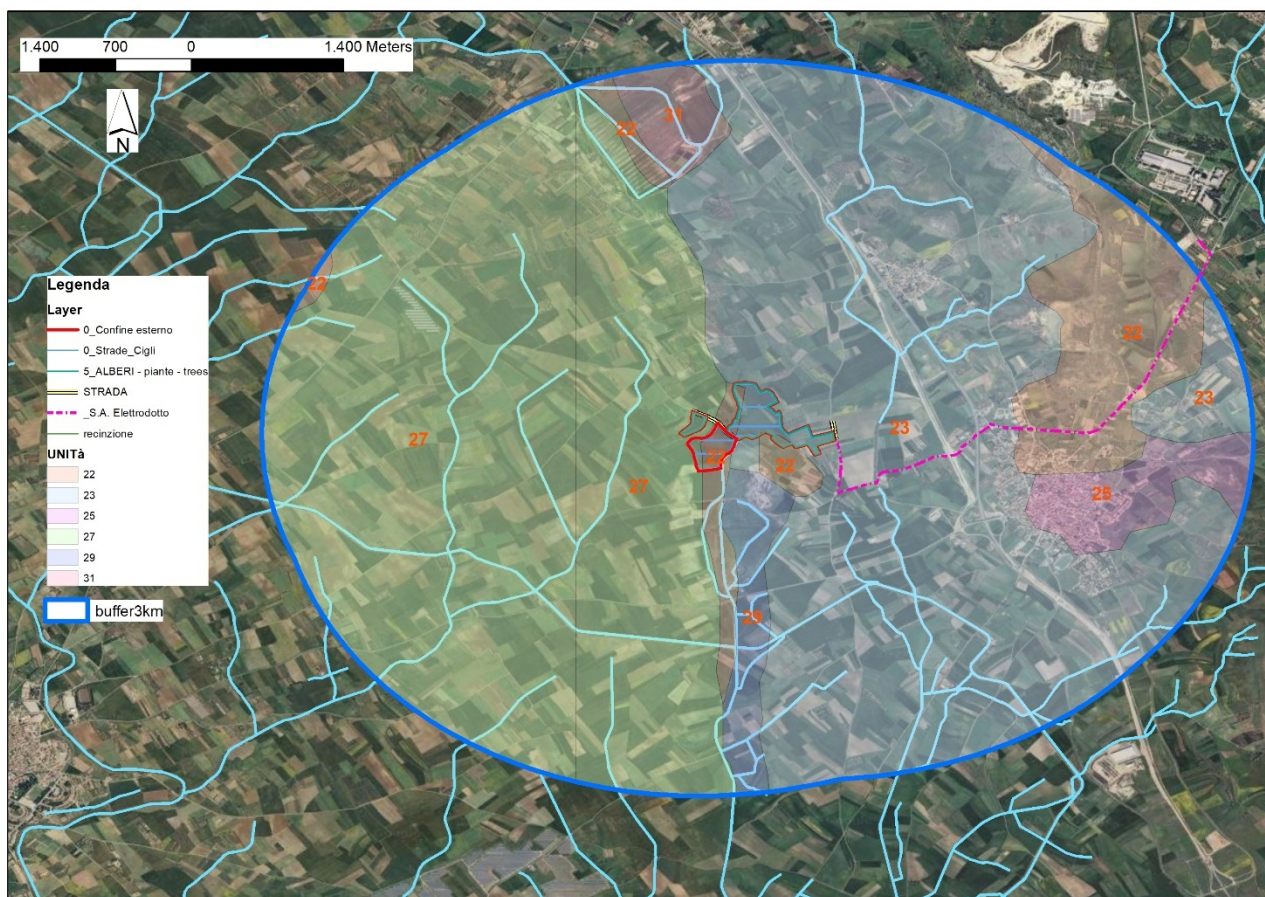 1.400 700 0 1.400 Meters
N
Legenda
Layer
0_Confine esterno
0_Strade_Cigli
5_ALBERI - piante - trees
STRADA
_S.A. Elettrodotto
recinzione
UNITà
22
23
25
27
29
31
buffer3km
31
22
22
22
23
23
27
22
22
27
25
29